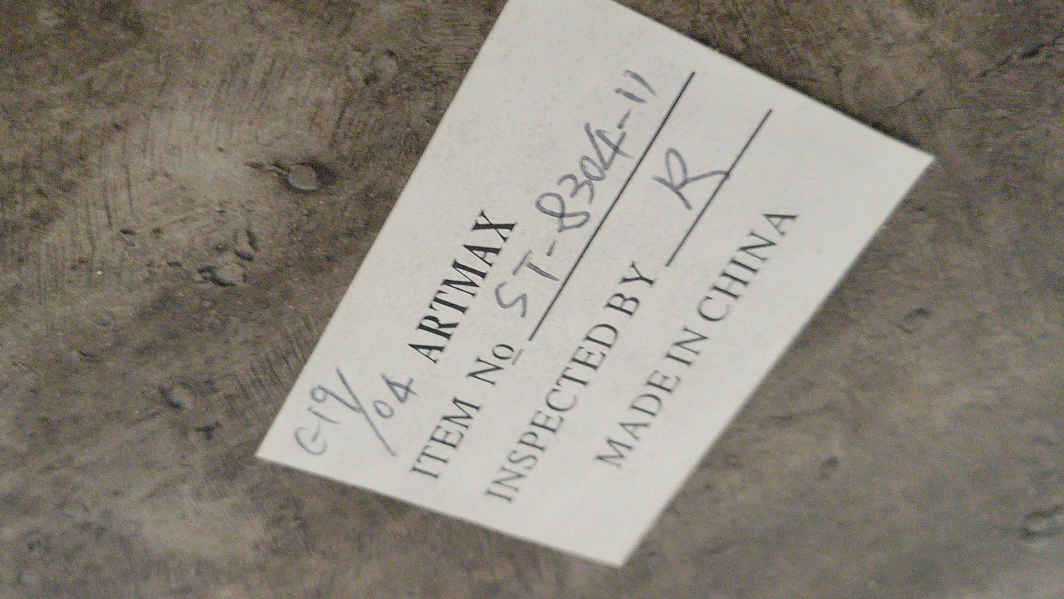 G19/04
ARTMAX
ITEM No ST-8304-11
INSPECTED BY R
MADE IN CHINA